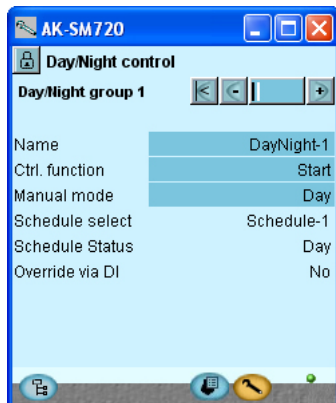 AK-SM720
Day/Night control
Day/Night group 1
Name DayNight-1
Ctrl. function Start
Manual mode Day
Schedule select Schedule-1
Schedule Status Day
Override via DI No